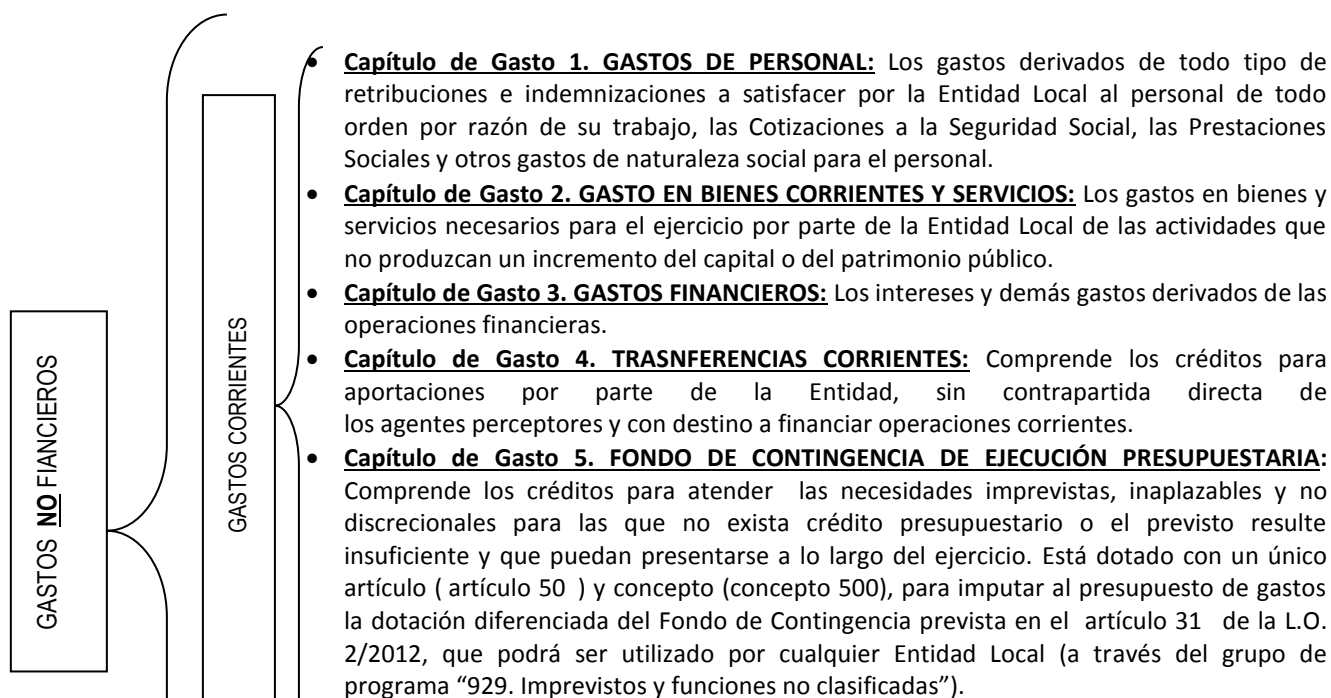 GASTOS NO FIANCIEROS
GASTOS CORRIENTES
• Capítulo de Gasto 1. GASTOS DE PERSONAL: Los gastos derivados de todo tipo de
retribuciones e indemnizaciones a satisfacer por la Entidad Local al personal de todo
orden por razón de su trabajo, las Cotizaciones a la Seguridad Social, las Prestaciones
Sociales y otros gastos de naturaleza social para el personal.
• Capítulo de Gasto 2. GASTO EN BIENES CORRIENTES Y SERVICIOS: Los gastos en bienes y
servicios necesarios para el ejercicio por parte de la Entidad Local de las actividades que
no produzcan un incremento del capital o del patrimonio público.
• Capítulo de Gasto 3. GASTOS FINANCIEROS: Los intereses y demás gastos derivados de las
operaciones financieras.
• Capítulo de Gasto 4. TRASNFERENCIAS CORRIENTES: Comprende los créditos para
aportaciones por parte de la Entidad, sin contrapartida directa de
los agentes perceptores y con destino a financiar operaciones corrientes.
• Capítulo de Gasto 5. FONDO DE CONTINGENCIA DE EJECUCIÓN PRESUPUESTARIA:
Comprende los créditos para atender las necesidades imprevistas, inaplazables y no
discrecionales para las que no exista crédito presupuestario o el previsto resulte
insuficiente y que puedan presentarse a lo largo del ejercicio. Está dotado con un único
artículo ( artículo 50 ) y concepto (concepto 500), para imputar al presupuesto de gastos
la dotación diferenciada del Fondo de Contingencia prevista en el artículo 31 de la L.O.
2/2012, que podrá ser utilizado por cualquier Entidad Local (a través del grupo de
programa “929. Imprevistos y funciones no clasificadas”).